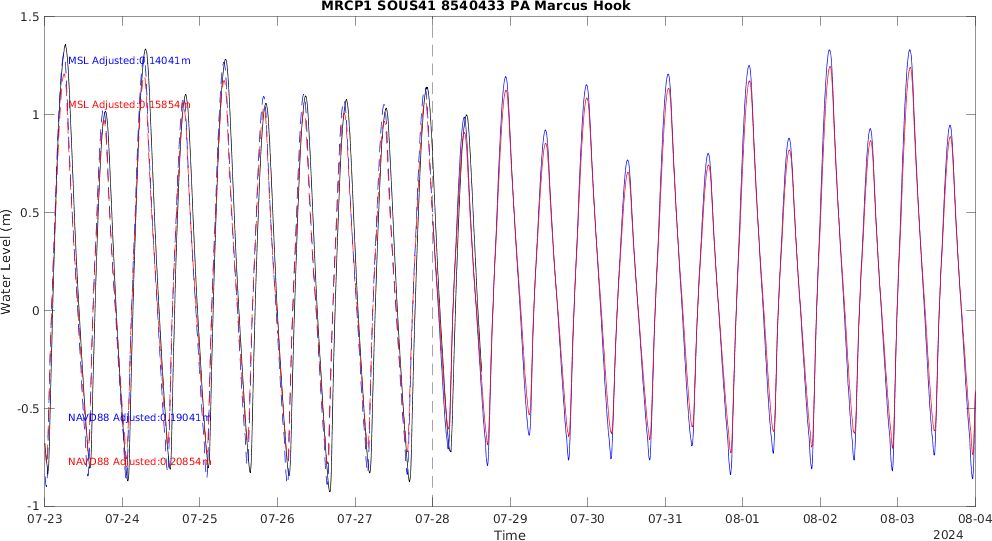 MRCP1 SOUS41 8540433 PA Marcus Hook
1.5
MSL Adjusted:0.14041m
MSL Adjusted:0.15854m
1
0.5
Water Level (m)
0
-0.5
NAVD88 Adjusted:0.19041m
NAVD88 Adjusted:0.20854m
-1
07-23 07-24 07-25 07-26 07-27 07-28 07-29 07-30 07-31 08-01 08-02 08-03 08-04
Time
2024